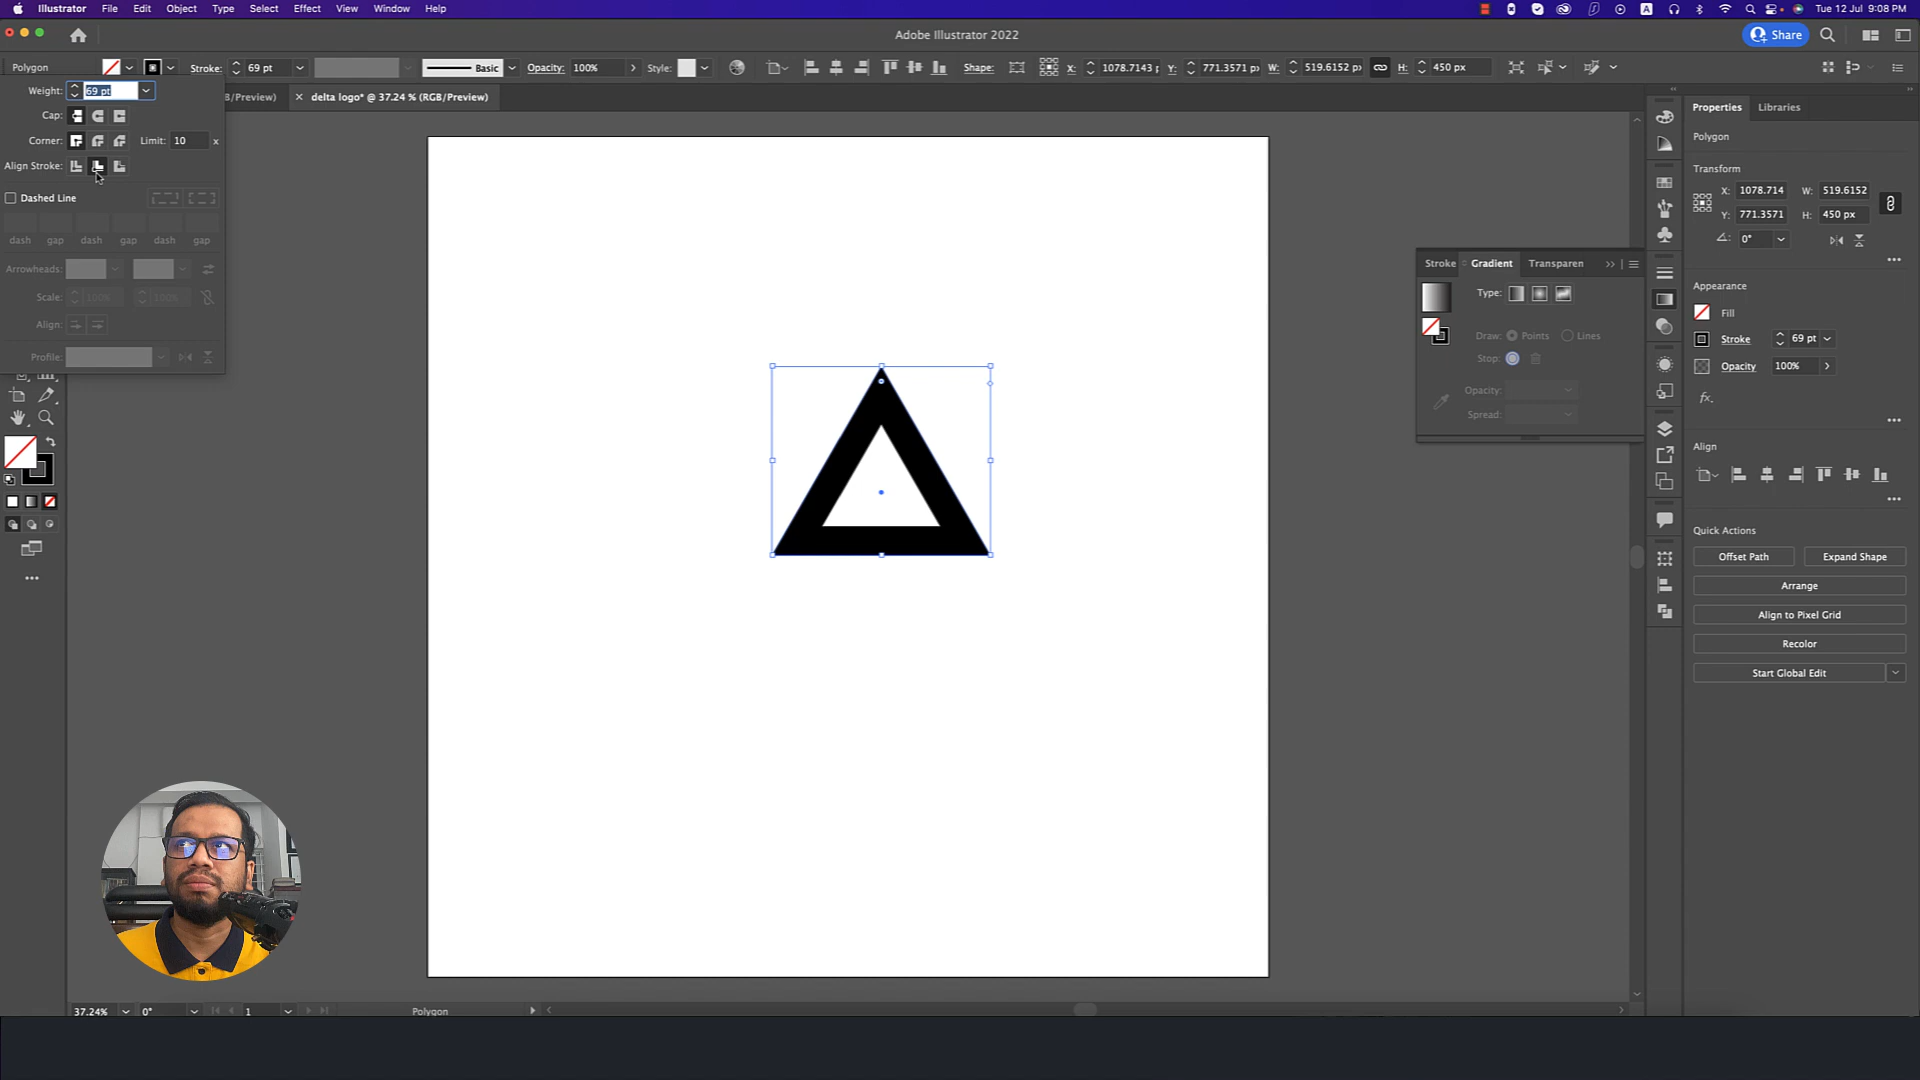 Illustrator File Edit Object Type Select Effect View Window Help A Tue 12 Jul 9:08 PM
Adobe Illustrator 2022 Share
Polygon Stroke: 69 pt Basic Opacity: 100% Style: Shape: X: 1078.7143 Y: 771.3571 px W: 519.6152 px H: 450 px
Weight: 69 pt B/Preview) × delta logo* @ 37.24 % (RGB/Preview)
Cap:
Corner: Limit: 10 x
Align Stroke:
Dashed Line
dash gap dash gap dash gap
Arrowheads:
Scale: 100% 100%
Align:
Profile:
Stroke Gradient Transparen
Type:
Draw: Points Lines
Stop:
Opacity:
Spread:
Properties Libraries
Polygon
Transform
X: 1078.714 W: 519.6152
Y: 771.3571 H: 450 px
0°
Appearance
Fill
Stroke 69 pt
Opacity 100%
fx.
Align
Quick Actions
Offset Path Expand Shape
Arrange
Align to Pixel Grid
Recolor
Start Global Edit
37.24% 0° 1 Polygon